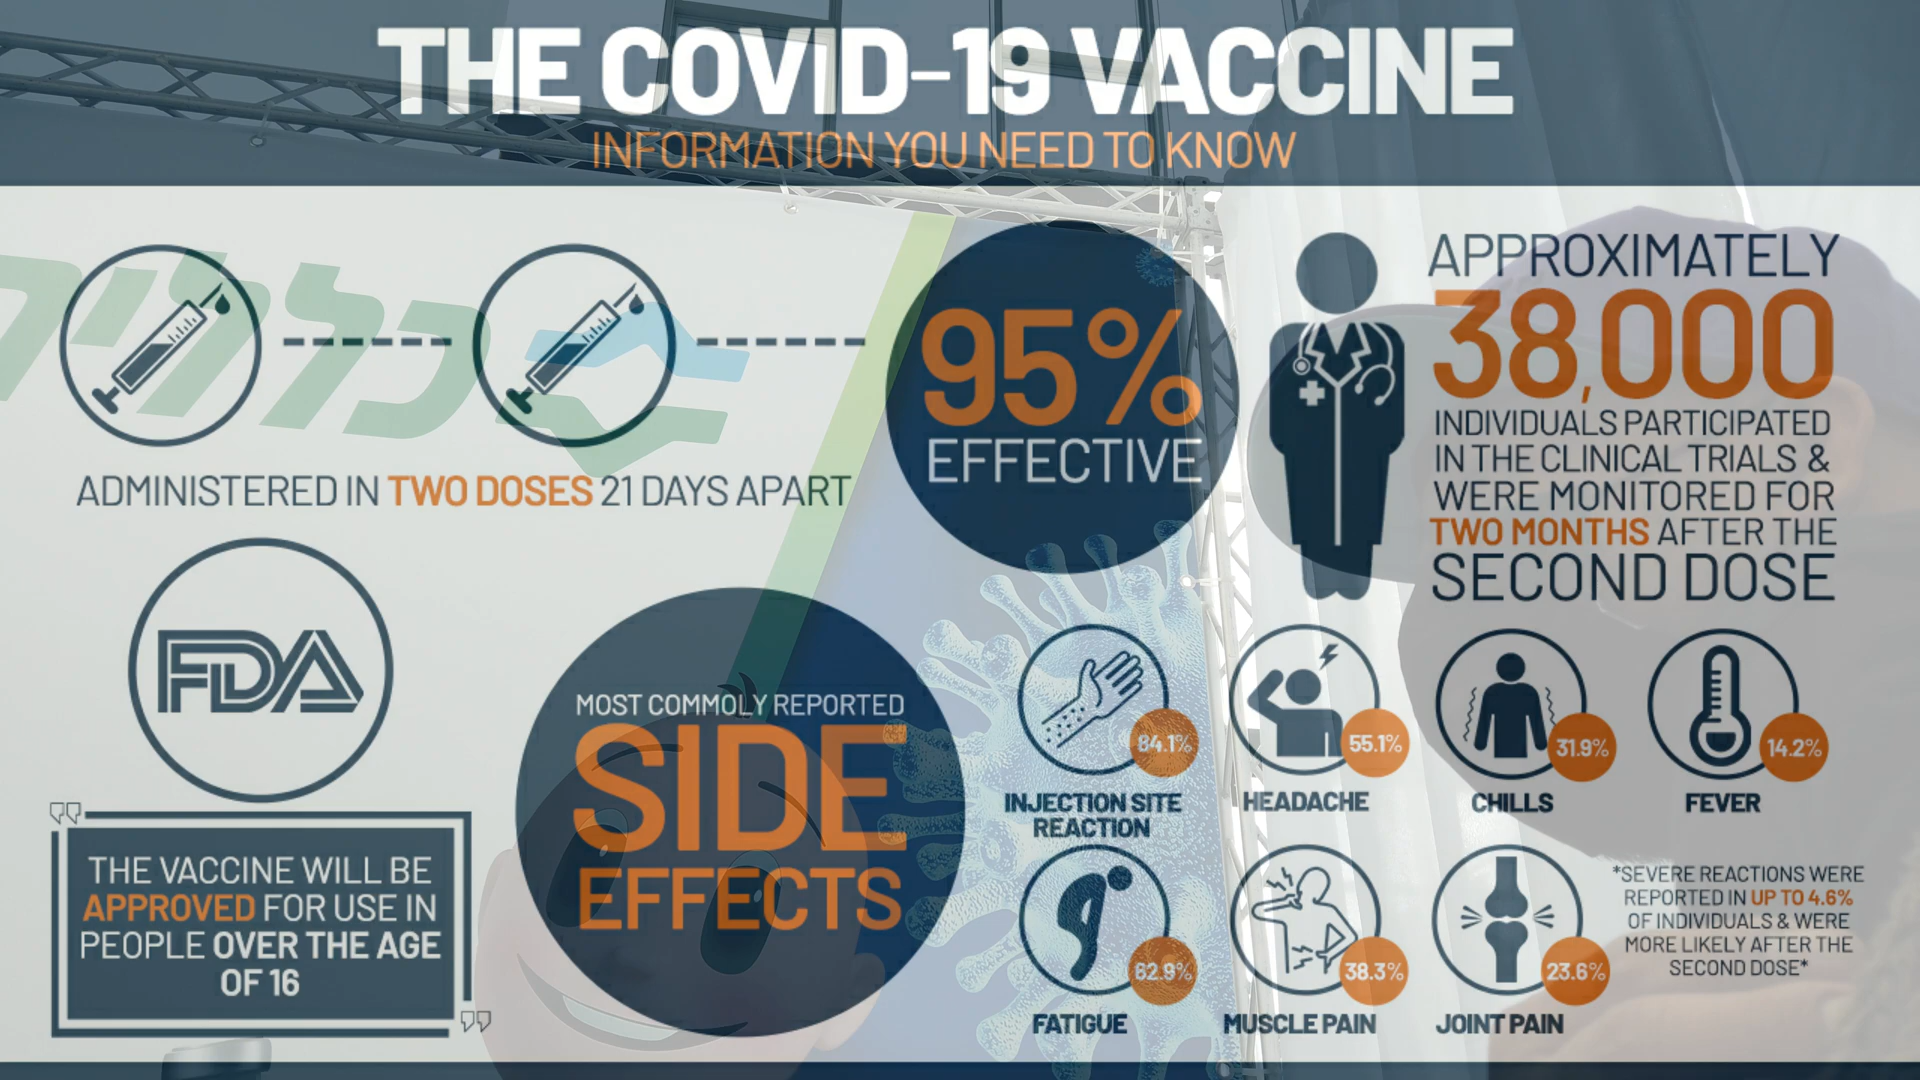 THE COVID-19 VACCINE
INFORMATION YOU NEED TO KNOW
כללית
ADMINISTERED IN TWO DOSES 21 DAYS APART
95%
EFFECTIVE
APPROXIMATELY
38,000
INDIVIDUALS PARTICIPATED
IN THE CLINICAL TRIALS &
WERE MONITORED FOR
TWO MONTHS AFTER THE
SECOND DOSE
FDA
THE VACCINE WILL BE
APPROVED FOR USE IN
PEOPLE OVER THE AGE
OF 16
MOST COMMOLY REPORTED
SIDE
EFFECTS
84.1%
INJECTION SITE
REACTION
55.1%
HEADACHE
31.9%
CHILLS
14.2%
FEVER
62.9%
FATIGUE
38.3%
MUSCLE PAIN
23.6%
JOINT PAIN
*SEVERE REACTIONS WERE
REPORTED IN UP TO 4.6%
OF INDIVIDUALS & WERE
MORE LIKELY AFTER THE
SECOND DOSE*